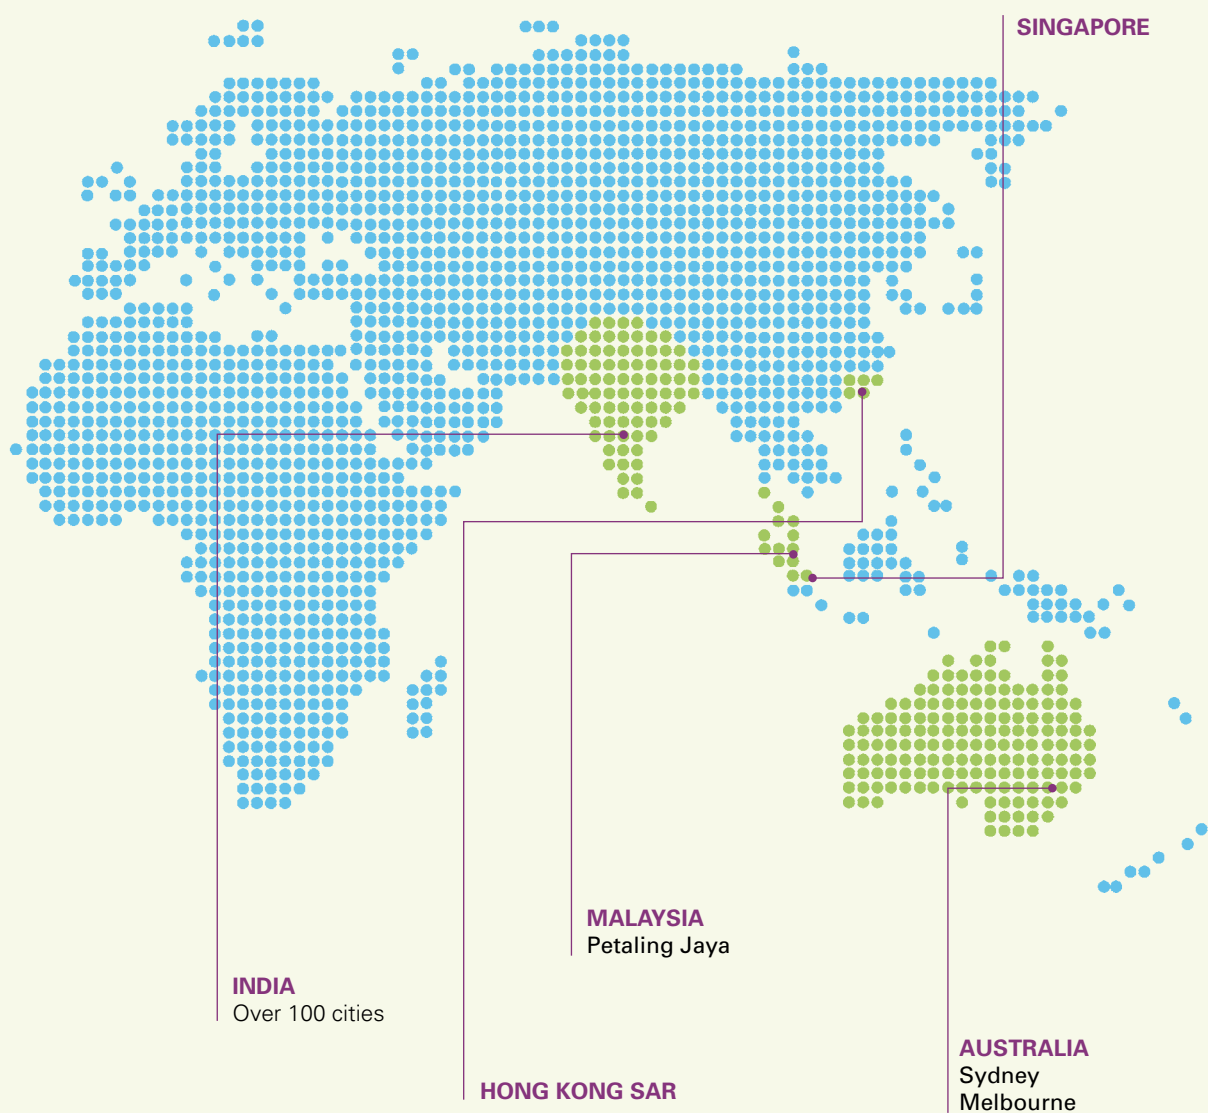 SINGAPORE
MALAYSIA
Petaling Jaya
INDIA
Over 100 cities
HONG KONG SAR
AUSTRALIA
Sydney
Melbourne